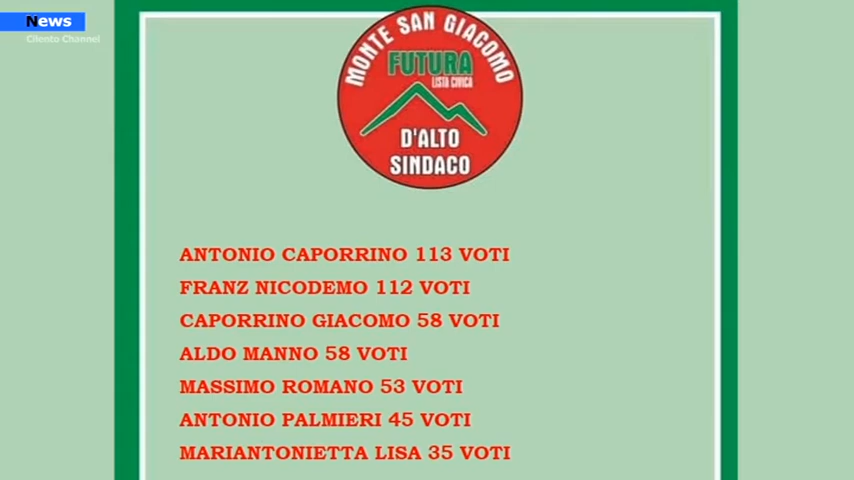 News
Cilento Channel
MONTE SAN GIACOMO
FUTURA
LISTA CIVICA
D'ALTO
SINDACO
ANTONIO CAPORRINO 113 VOTI
FRANZ NICODEMO 112 VOTI
CAPORRINO GIACOMO 58 VOTI
ALDO MANNO 58 VOTI
MASSIMO ROMANO 53 VOTI
ANTONIO PALMIERI 45 VOTI
MARIANTONIETTA LISA 35 VOTI